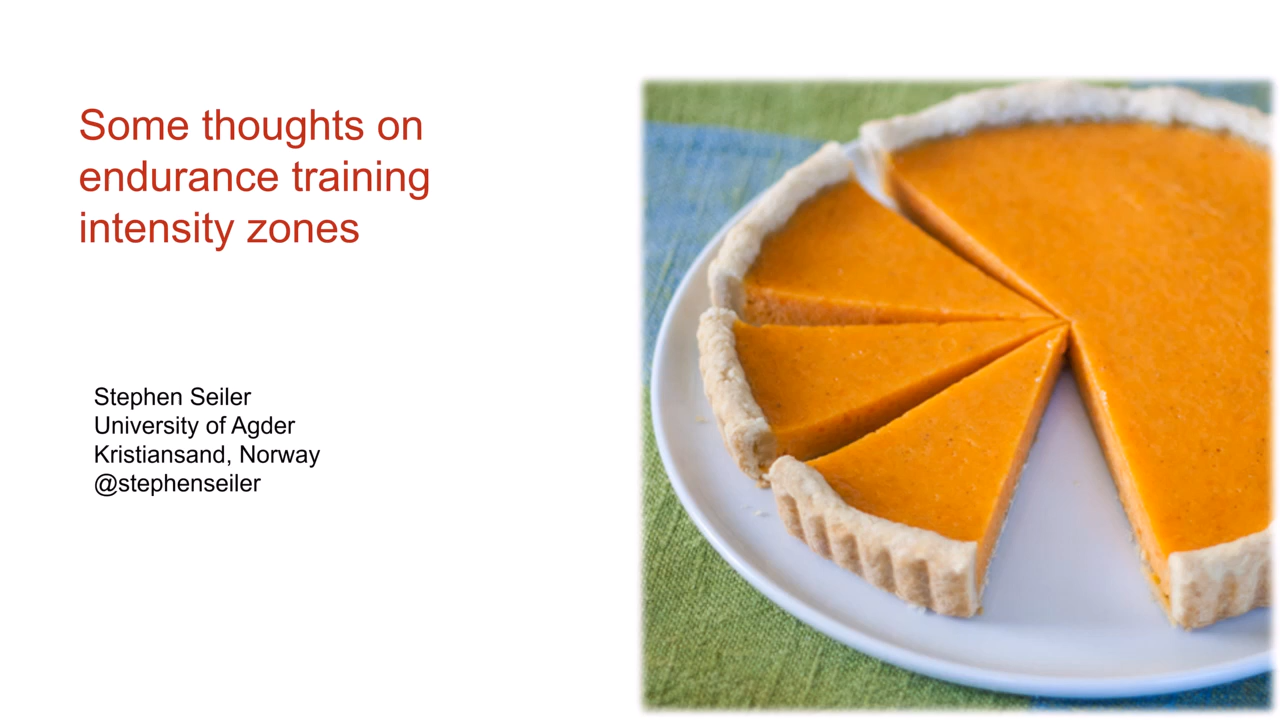 Some thoughts on
endurance training
intensity zones
Stephen Seiler
University of Agder
Kristiansand, Norway
@stephenseiler